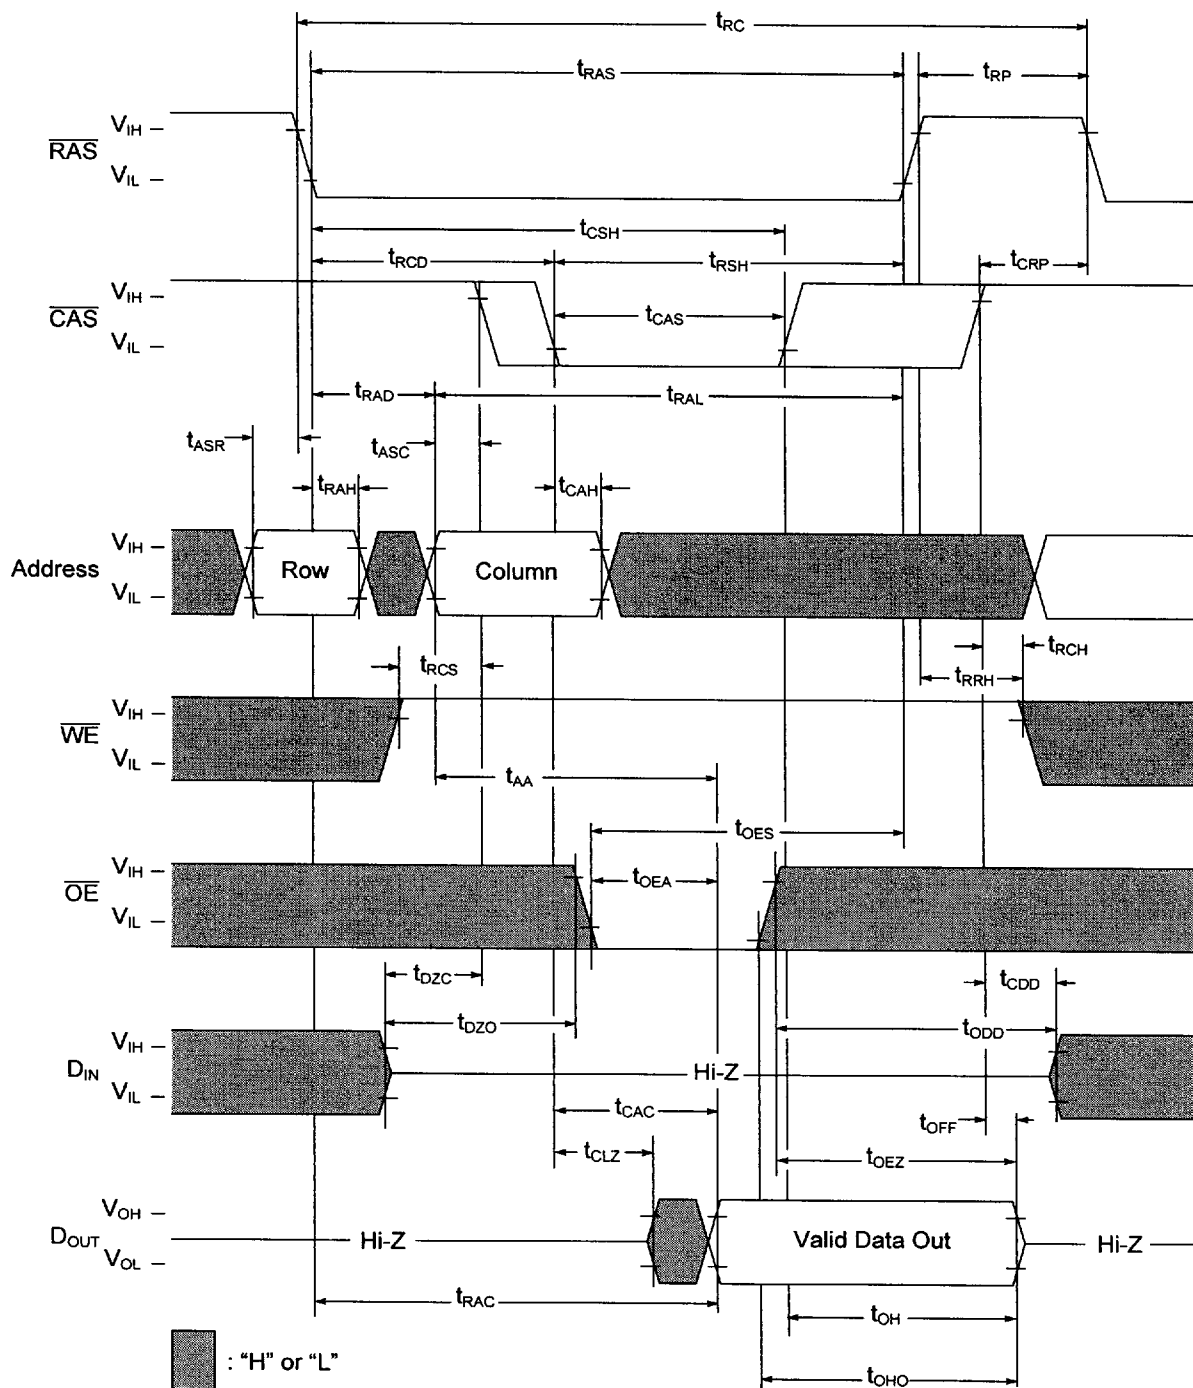 tRC
tRAS
tRP
VIH
RAS
VIL
tCSH
tRCD
tRSH
tCRP
VIH
CAS
tCAS
VIL
tRAD
tRAL
tASR
tASC
tRAH
tCAH
VIH
Address
Row
Column
VIL
tRCS
tRCH
tRRH
VIH
WE
VIL
tAA
tOES
VIH
OE
tOEA
VIL
tDZC
tCDD
tDZO
tODD
VIH
DIN
Hi-Z
VIL
tCAC
tOFF
tCLZ
tOEZ
VOH
DOUT
Hi-Z
Valid Data Out
Hi-Z
VOL
tRAC
tOH
: "H" or "L"
tOHO